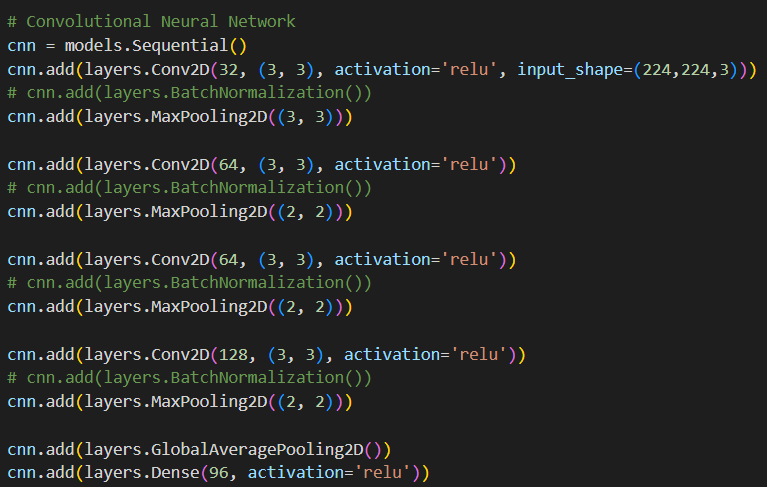 # Convolutional Neural Network
cnn = models.Sequential()
cnn.add(layers.Conv2D(32, (3, 3), activation='relu', input_shape=(224,224,3)))
# cnn.add(layers.BatchNormalization())
cnn.add(layers.MaxPooling2D((3, 3)))
cnn.add(layers.Conv2D(64, (3, 3), activation='relu'))
# cnn.add(layers.BatchNormalization())
cnn.add(layers.MaxPooling2D((2, 2)))
cnn.add(layers.Conv2D(64, (3, 3), activation='relu'))
# cnn.add(layers.BatchNormalization())
cnn.add(layers.MaxPooling2D((2, 2)))
cnn.add(layers.Conv2D(128, (3, 3), activation='relu'))
# cnn.add(layers.BatchNormalization())
cnn.add(layers.MaxPooling2D((2, 2)))
cnn.add(layers.GlobalAveragePooling2D())
cnn.add(layers.Dense(96, activation='relu'))